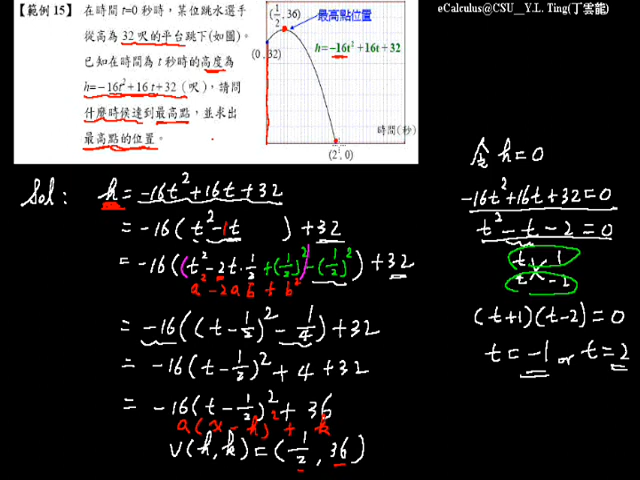 eCalculus@CSU__Y.L. Ting(丁雲龍)
【範例 15】 在時間 t=0 秒時,某位跳水選手
從高為 32 呎的平台跳下(如圖)。
已知在時間為 t 秒時的高度為
h=−16t²+16t+32(呎),請問
什麼時候達到最高點,並求出
最高點的位置。
(1/2, 36)
最高點位置
h=−16t²+16t+32
(0, 32)
時間(秒)
(2, 0)
Sol: h = −16t²+16t+32
= −16( t²−1t ) + 32
= −16( t²−2t·1/2 +(1/2)² −(1/2)² ) + 32
a²−2ab+b²
= −16( (t−1/2)² − 1/4 ) + 32
= −16( t−1/2 )² + 4 + 32
= −16( t−1/2 )² + 36
a( x − h )² + k
V(h,k) = ( 1/2 , 36 )
令 h=0
−16t²+16t+32=0
t²−t−2=0
t 1
t −2
(t+1)(t−2)=0
t=−1 or t=2